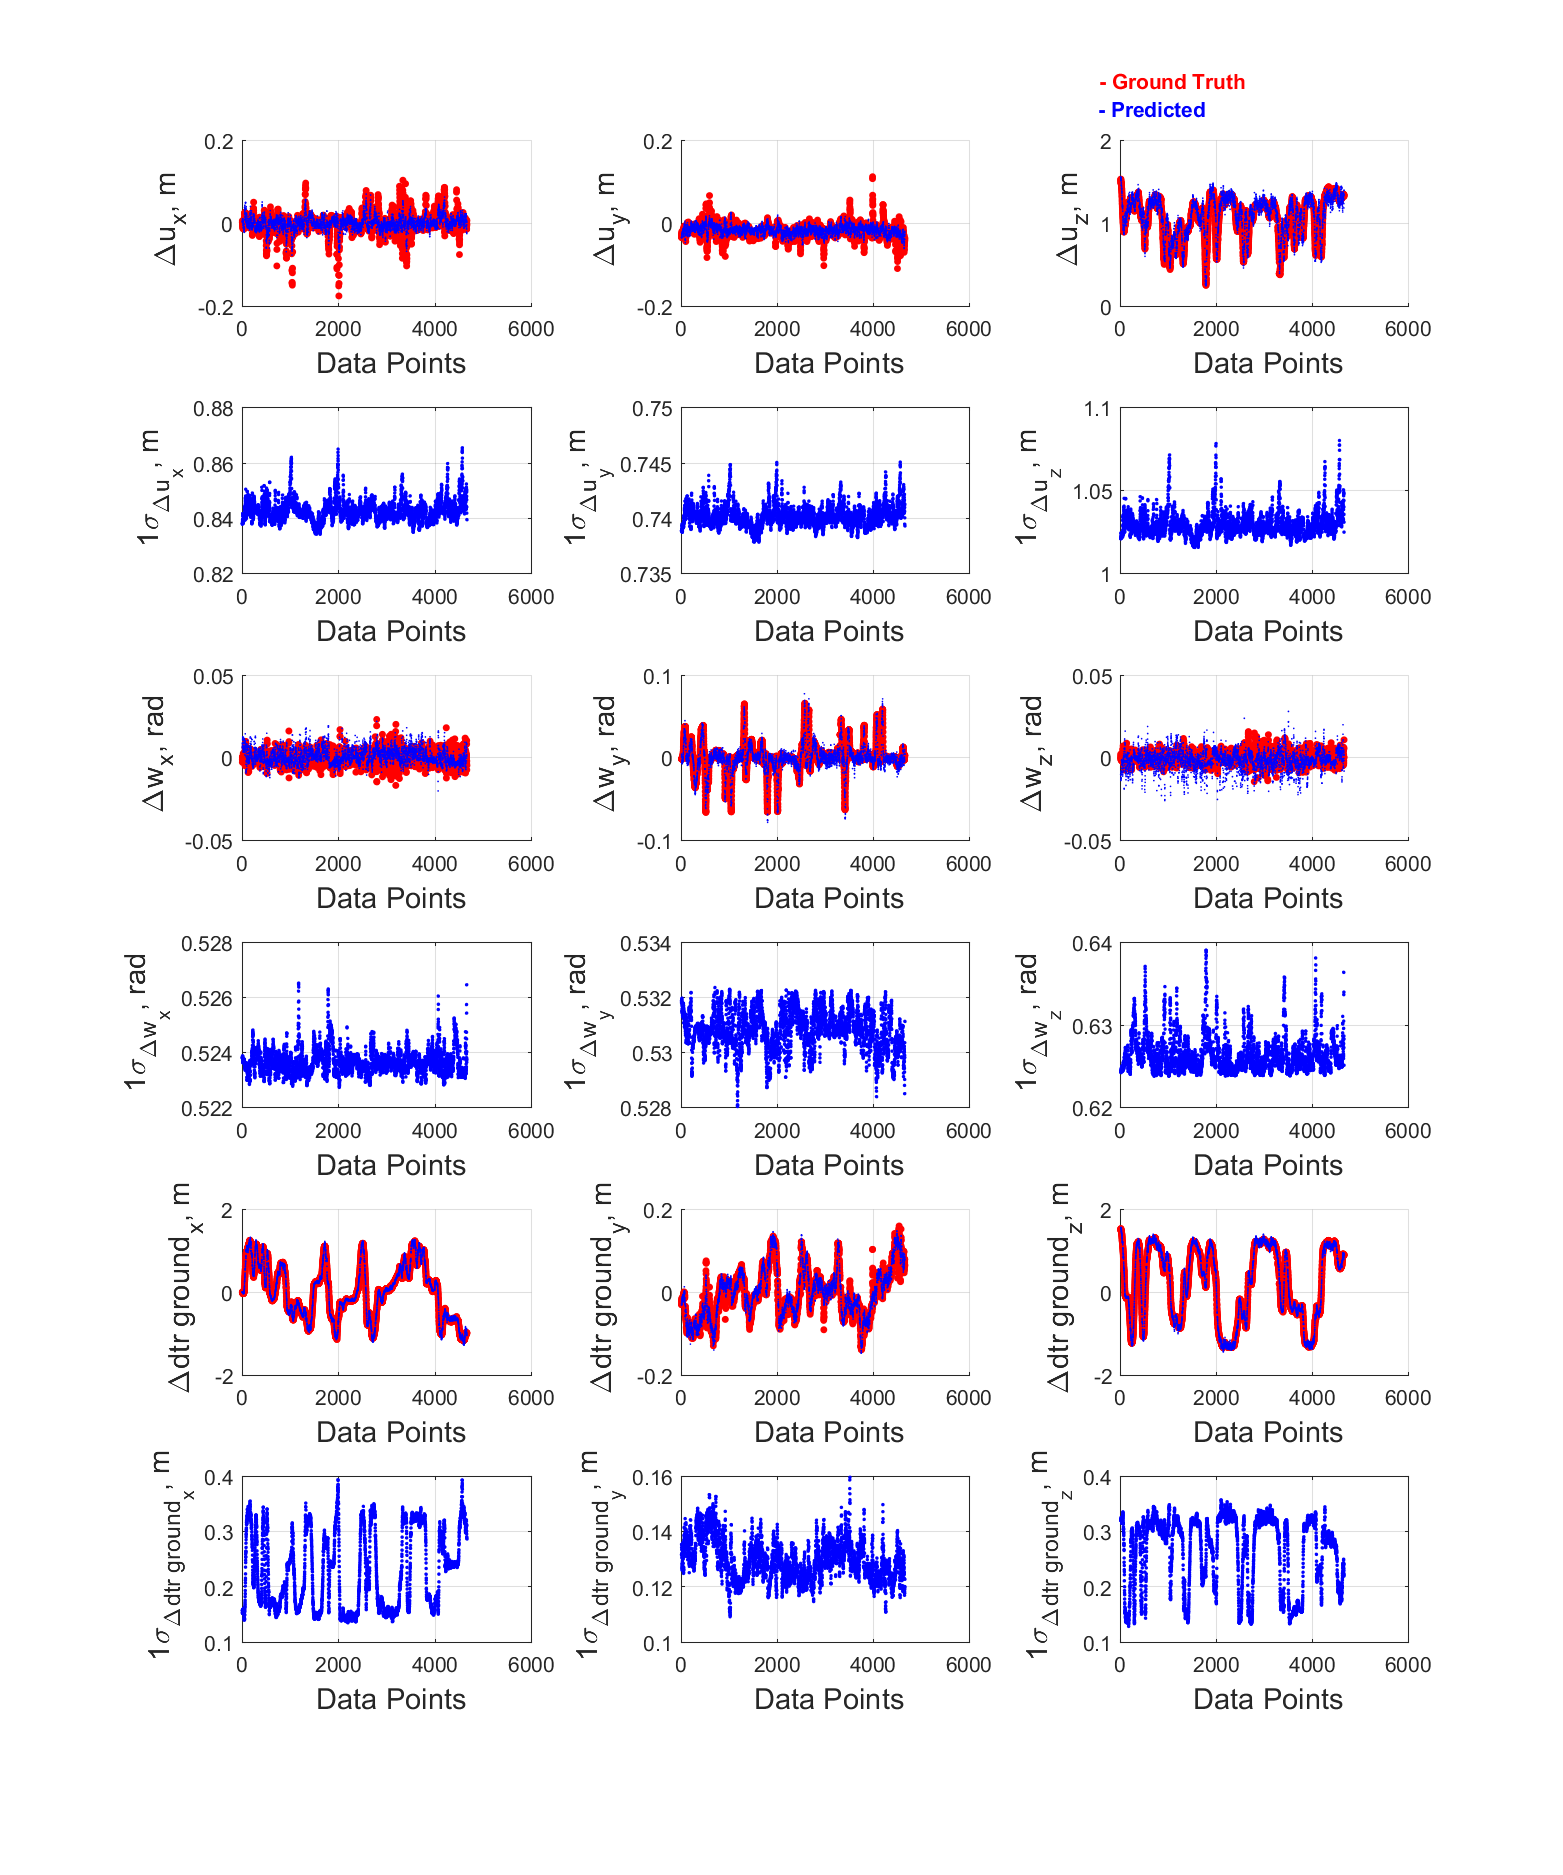 - Ground Truth
- Predicted
Δu_x, m
0.2
0
-0.2
0 2000 4000 6000
Data Points
Δu_y, m
0.2
0
-0.2
0 2000 4000 6000
Data Points
Δu_z, m
2
1
0
0 2000 4000 6000
Data Points
1σ_Δu_x, m
0.88
0.86
0.84
0.82
0 2000 4000 6000
Data Points
1σ_Δu_y, m
0.75
0.745
0.74
0.735
0 2000 4000 6000
Data Points
1σ_Δu_z, m
1.1
1.05
1
0 2000 4000 6000
Data Points
Δw_x, rad
0.05
0
-0.05
0 2000 4000 6000
Data Points
Δw_y, rad
0.1
0
-0.1
0 2000 4000 6000
Data Points
Δw_z, rad
0.05
0
-0.05
0 2000 4000 6000
Data Points
1σ_Δw_x, rad
0.528
0.526
0.524
0.522
0 2000 4000 6000
Data Points
1σ_Δw_y, rad
0.534
0.532
0.53
0.528
0 2000 4000 6000
Data Points
1σ_Δw_z, rad
0.64
0.63
0.62
0 2000 4000 6000
Data Points
Δdtr ground_x, m
2
0
-2
0 2000 4000 6000
Data Points
Δdtr ground_y, m
0.2
0
-0.2
0 2000 4000 6000
Data Points
Δdtr ground_z, m
2
0
-2
0 2000 4000 6000
Data Points
1σ_Δdtr ground_x, m
0.4
0.3
0.2
0.1
0 2000 4000 6000
Data Points
1σ_Δdtr ground_y, m
0.16
0.14
0.12
0.1
0 2000 4000 6000
Data Points
1σ_Δdtr ground_z, m
0.4
0.3
0.2
0.1
0 2000 4000 6000
Data Points